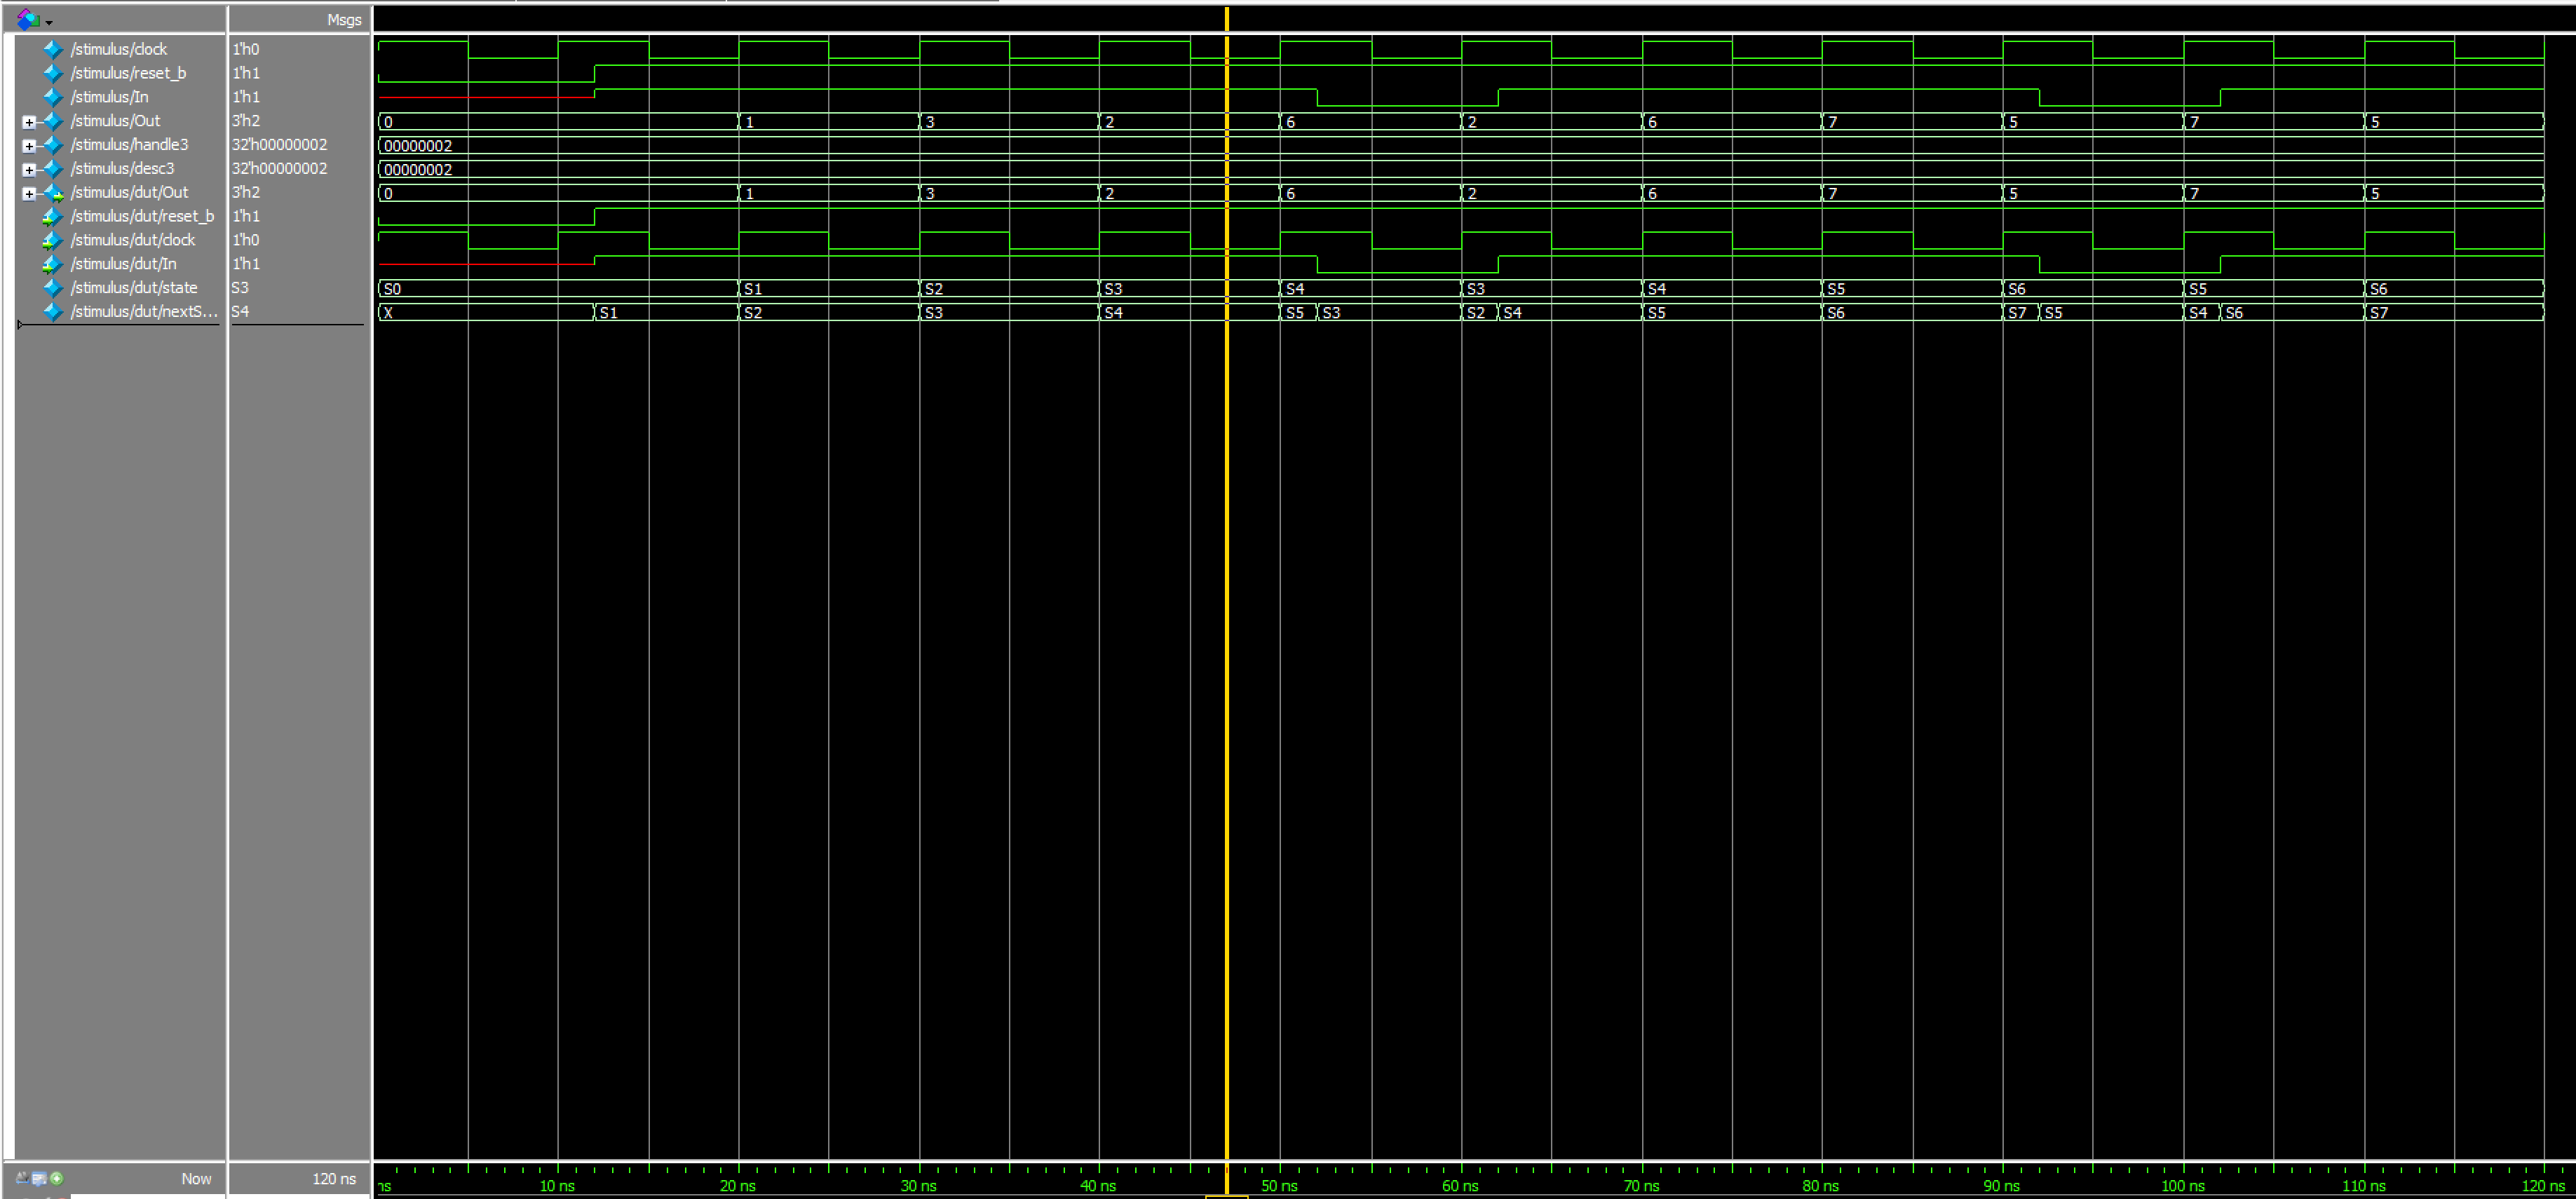 Msgs
/stimulus/clock 1'h0
/stimulus/reset_b 1'h1
/stimulus/In 1'h1
/stimulus/Out 3'h2 0 1 3 2 6 2 6 7 5 7 5
/stimulus/handle3 32'h00000002 00000002
/stimulus/desc3 32'h00000002 00000002
/stimulus/dut/Out 3'h2 0 1 3 2 6 2 6 7 5 7 5
/stimulus/dut/reset_b 1'h1
/stimulus/dut/clock 1'h0
/stimulus/dut/In 1'h1
/stimulus/dut/state S3 S0 S1 S2 S3 S4 S3 S4 S5 S6 S5 S6
/stimulus/dut/nextS... S4 X S1 S2 S3 S4 S5 S3 S2 S4 S5 S6 S7 S5 S4 S6 S7
Now 120 ns ns 10 ns 20 ns 30 ns 40 ns 50 ns 60 ns 70 ns 80 ns 90 ns 100 ns 110 ns 120 ns